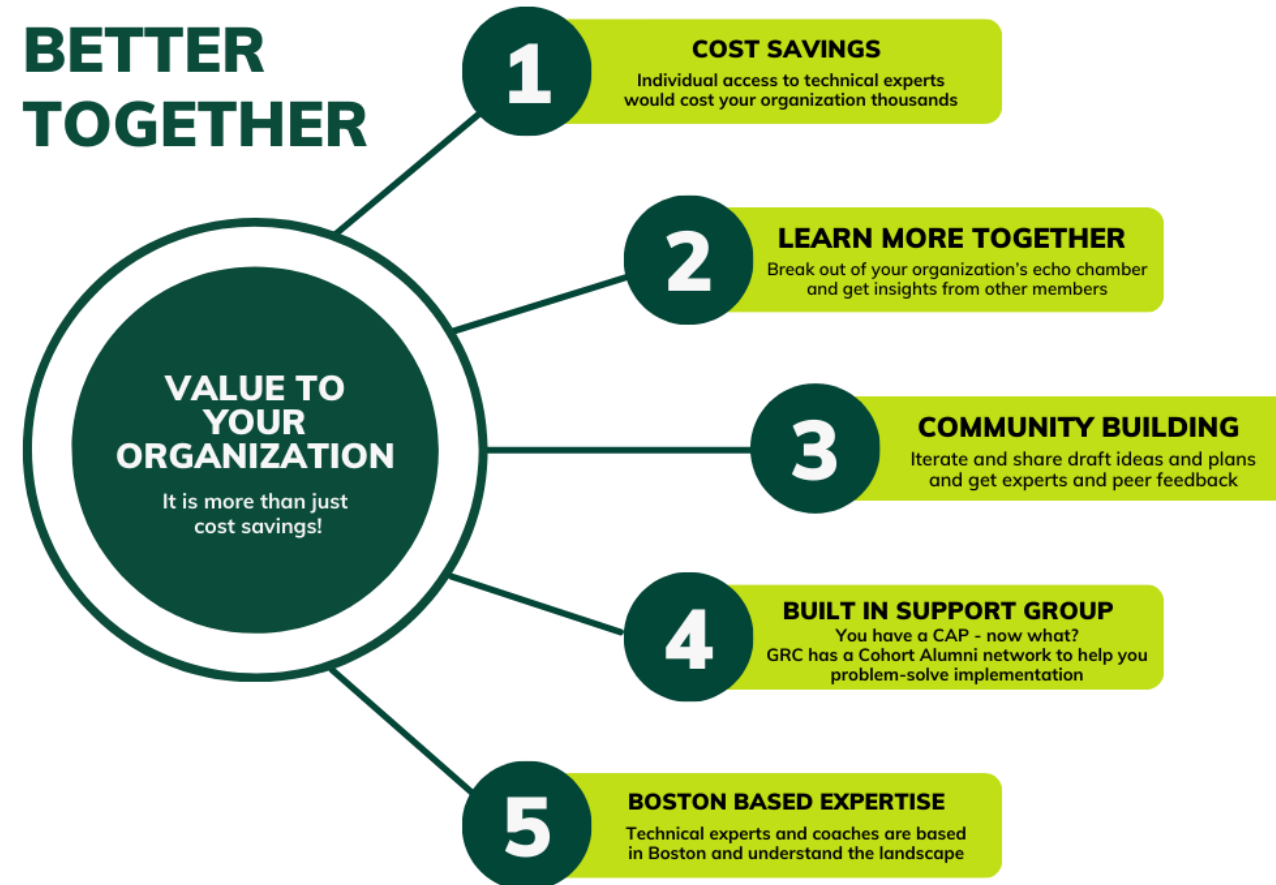 BETTER
TOGETHER
1
COST SAVINGS
Individual access to technical experts
would cost your organization thousands
2
LEARN MORE TOGETHER
Break out of your organization's echo chamber
and get insights from other members
VALUE TO
YOUR
ORGANIZATION
It is more than just
cost savings!
3
COMMUNITY BUILDING
Iterate and share draft ideas and plans
and get experts and peer feedback
4
BUILT IN SUPPORT GROUP
You have a CAP - now what?
GRC has a Cohort Alumni network to help you
problem-solve implementation
5
BOSTON BASED EXPERTISE
Technical experts and coaches are based
in Boston and understand the landscape